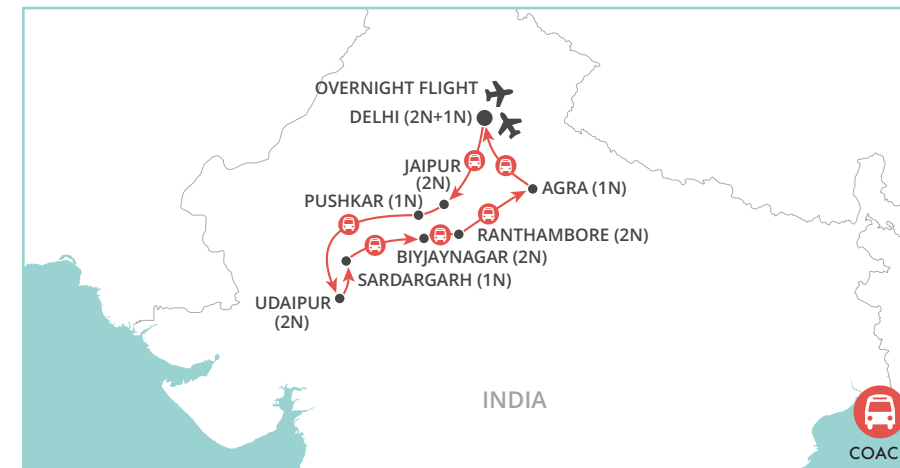 OVERNIGHT FLIGHT
DELHI (2N+1N)
JAIPUR
(2N)
AGRA (1N)
PUSHKAR (1N)
RANTHAMBORE (2N)
BIYJAYNAGAR (2N)
SARDARGARH (1N)
UDAIPUR
(2N)
INDIA
COAC